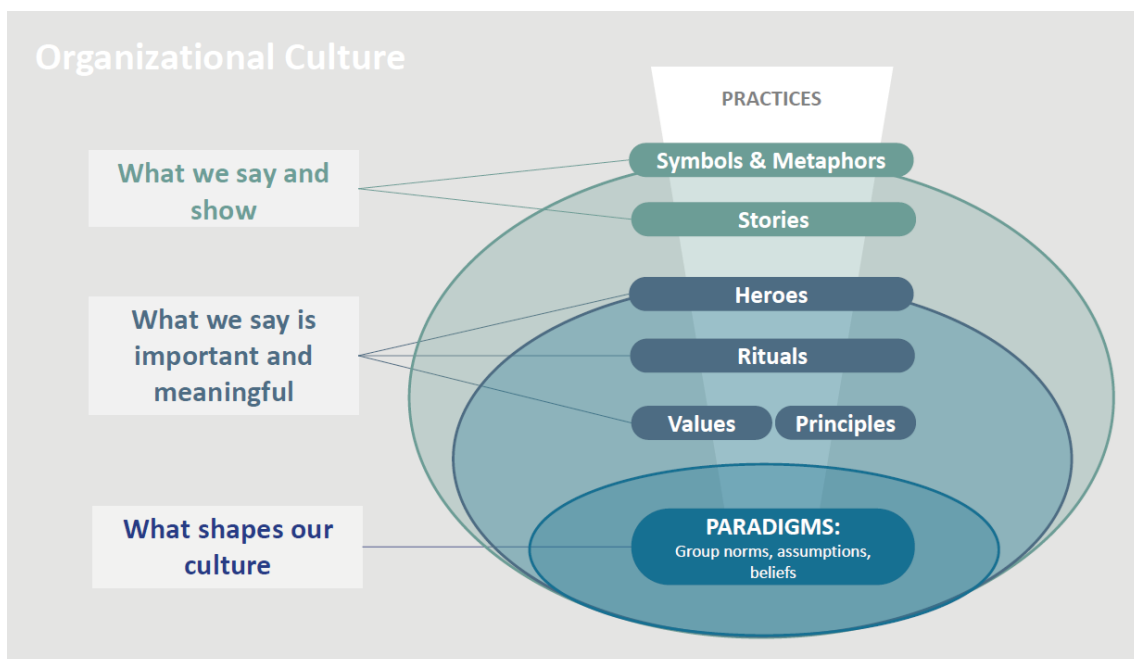 Organizational Culture
PRACTICES
What we say and
show
Symbols & Metaphors
Stories
What we say is
important and
meaningful
Heroes
Rituals
Values
Principles
What shapes our
culture
PARADIGMS:
Group norms, assumptions,
beliefs